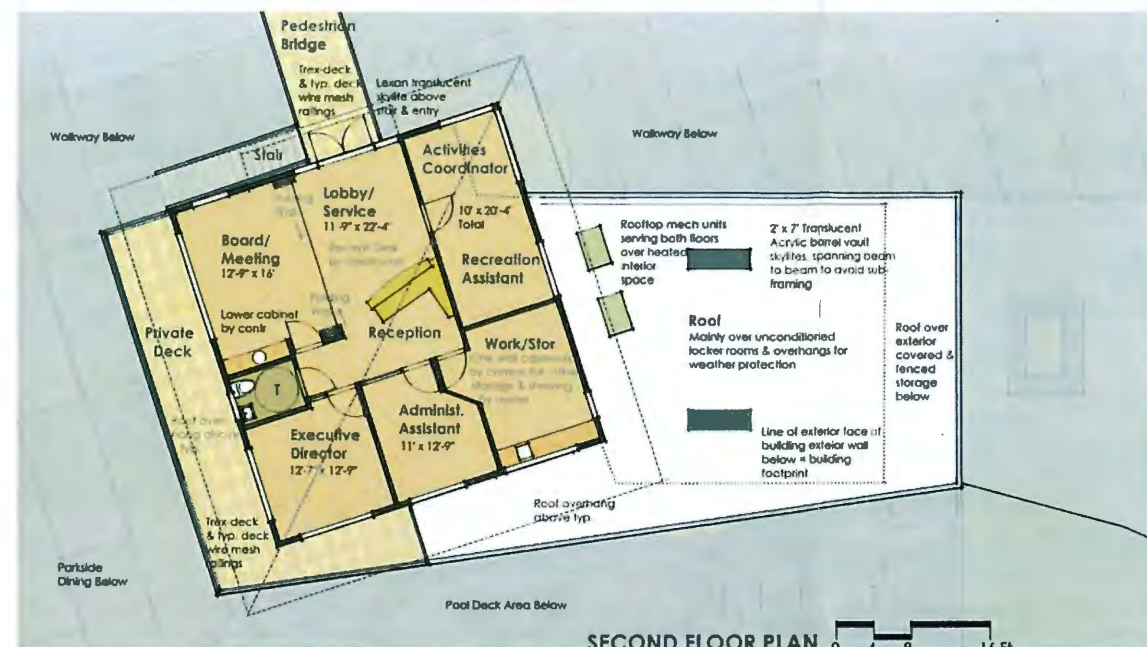 Pedestrian
Bridge
Trex-deck
& typ. deck
wire mesh
railings
Lexan translucent
skylite above
stair & entry
Walkway Below
Walkway Below
Stair
Activities
Coordinator
Lobby/
Service
11'-9" x 22'-4"
10' x 20'-4"
Total
Board/
Meeting
12'-9" x 16'
Recreation
Assistant
Rooftop mech units
serving both floors
over heated
interior
space
2' x 7' Translucent
Acrylic barrel vault
skylites, spanning beam
to beam to avoid sub
framing
Lower cabinet
by contr
Folding
Reception
Private
Deck
Work/Stor
Roof
Mainly over unconditioned
locker rooms & overhangs for
weather protection
Roof over
exterior
covered &
fenced
storage
below
T
Administ.
Assistant
11' x 12'-9"
Executive
Director
12'-7" x 12'-9"
Line of exterior face of
building exteior wall
below = building
footprint
Roof overhang
above typ.
Trex-deck
& typ. deck
wire mesh
railings
Parkside
Dining Below
Pool Deck Area Below
SECOND FLOOR PLAN
0 4 8 16 Ft